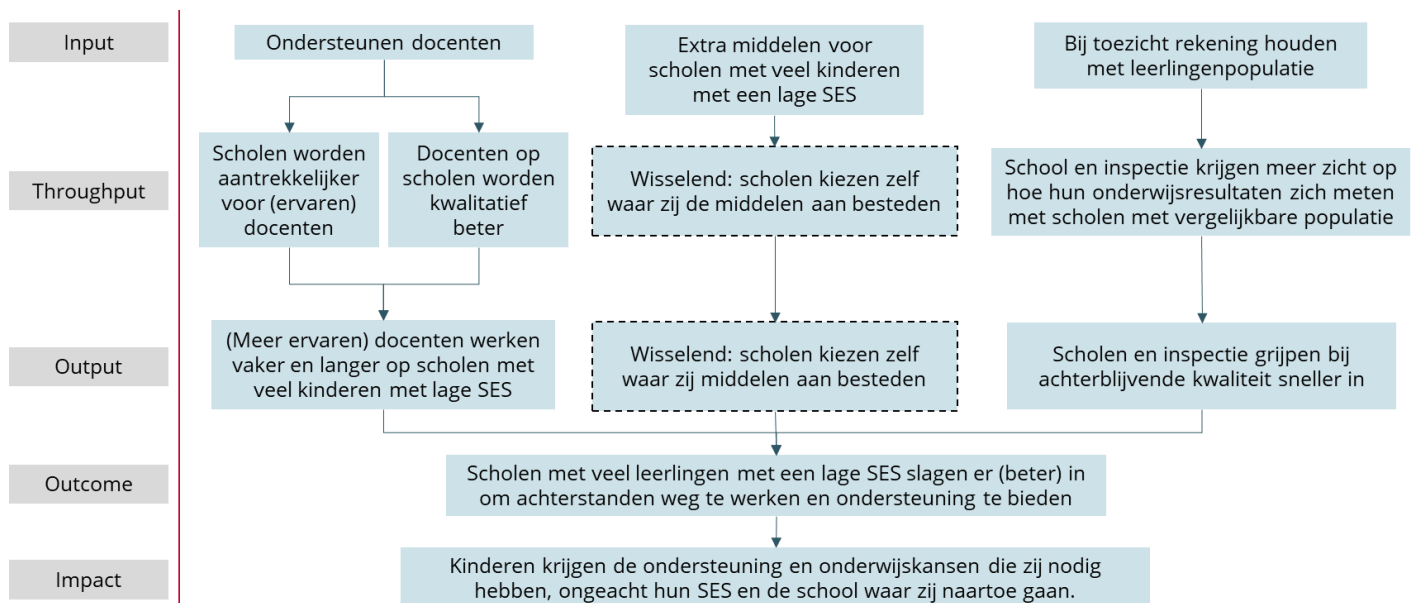 Input
Ondersteunen docenten
Extra middelen voor
scholen met veel kinderen
met een lage SES
Bij toezicht rekening houden
met leerlingenpopulatie
Throughput
Scholen worden
aantrekkelijker
voor (ervaren)
docenten
Docenten op
scholen worden
kwalitatief
beter
Wisselend: scholen kiezen zelf
waar zij de middelen aan besteden
School en inspectie krijgen meer zicht op
hoe hun onderwijsresultaten zich meten
met scholen met vergelijkbare populatie
Output
(Meer ervaren) docenten werken
vaker en langer op scholen met
veel kinderen met lage SES
Wisselend: scholen kiezen zelf
waar zij middelen aan besteden
Scholen en inspectie grijpen bij
achterblijvende kwaliteit sneller in
Outcome
Scholen met veel leerlingen met een lage SES slagen er (beter) in
om achterstanden weg te werken en ondersteuning te bieden
Impact
Kinderen krijgen de ondersteuning en onderwijskansen die zij nodig
hebben, ongeacht hun SES en de school waar zij naartoe gaan.